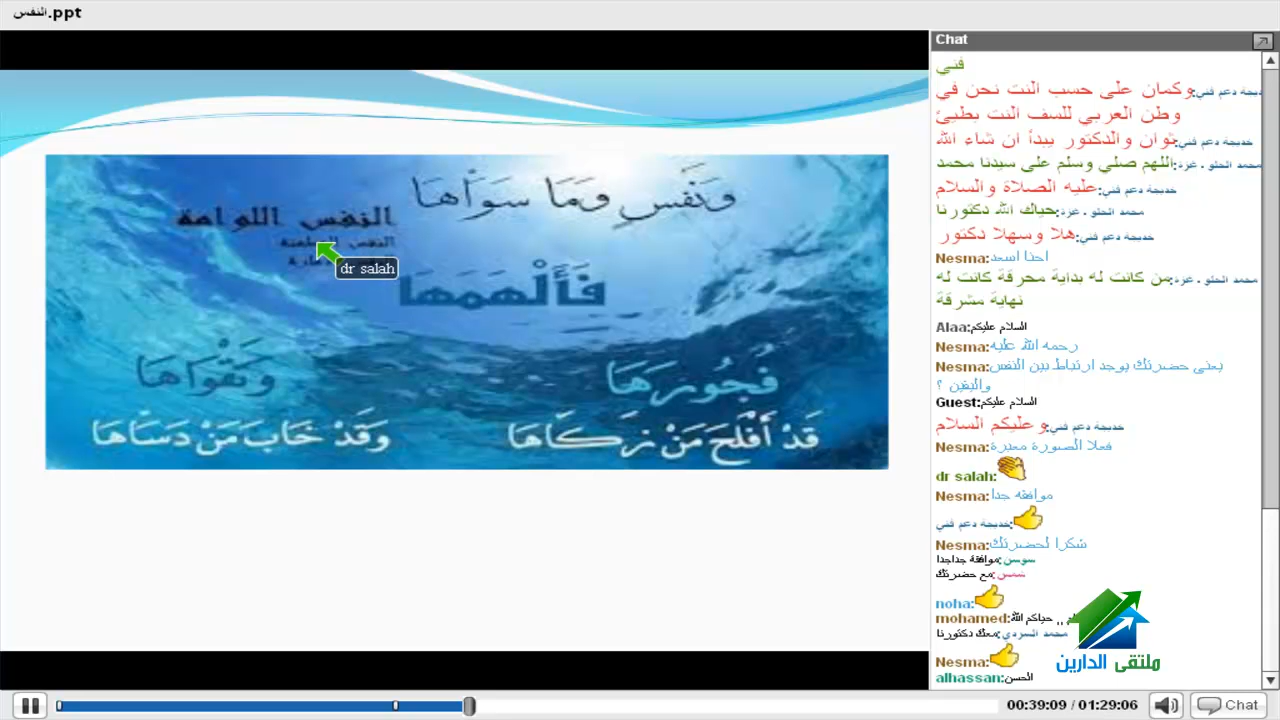 النفس.ppt
وَنَفْسٍ وَمَا سَوَّاهَا
النفس اللوامة
النفس
dr salah
فَأَلْهَمَهَا
فُجُورَهَا
وَتَقْوَاهَا
قَدْ أَفْلَحَ مَنْ زَكَّاهَا
وَقَدْ خَابَ مَنْ دَسَّاهَا
Chat
فني
خديجة دعم فني:وكمان على حسب النت نحن في
وطن العربي للسف النت بطيئ
خديجة دعم فني:ثوان والدكتور يبدأ ان شاء الله
محمد الحلو . غزة:اللهم صلي وسلم على سيدنا محمد
خديجة دعم فني:عليه الصلاة والسلام
محمد الحلو . غزة:حياك الله دكتورنا
خديجة دعم فني:هلا وسهلا دكتور
Nesma:احنا اسعد
محمد الحلو . غزة:من كانت له بداية محرقة كانت له
نهاية مشرقة
Alaa:السلام عليكم
Nesma:رحمه الله عليه
Nesma:يعنى حضرتك يوجد ارتباط بين النفس
واليقين ؟
Guest:السلام عليكم
خديجة دعم فني:و عليكم السلام
Nesma:فعلا الصورة معبرة
dr salah:
Nesma:موافقه جدا
خديجة دعم فني:
Nesma:شكرا لحضرتك
سوسن:موافقة جداجدا
شمس:مع حضرتك
noha:
mohamed: ,, حياكم الله
محمد السردي:معك دكتورنا
Nesma:
alhassan:الحسن
ملتقى الدارين
00:39:09 / 01:29:06
Chat